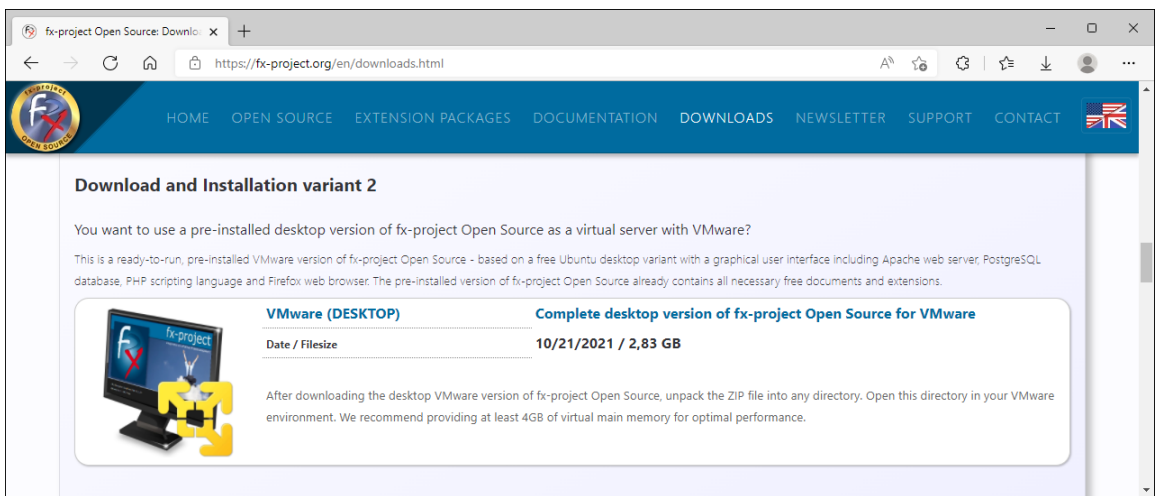 fx-project Open Source: Downlo
https://fx-project.org/en/downloads.html
fx-project
Fx
OPEN SOURCE
HOME OPEN SOURCE EXTENSION PACKAGES DOCUMENTATION DOWNLOADS NEWSLETTER SUPPORT CONTACT
Download and Installation variant 2
You want to use a pre-installed desktop version of fx-project Open Source as a virtual server with VMware?
This is a ready-to-run, pre-installed VMware version of fx-project Open Source - based on a free Ubuntu desktop variant with a graphical user interface including Apache web server, PostgreSQL
database, PHP scripting language and Firefox web browser. The pre-installed version of fx-project Open Source already contains all necessary free documents and extensions.
fx-project
fx
VMware (DESKTOP) Complete desktop version of fx-project Open Source for VMware
Date / Filesize 10/21/2021 / 2,83 GB
After downloading the desktop VMware version of fx-project Open Source, unpack the ZIP file into any directory. Open this directory in your VMware
environment. We recommend providing at least 4GB of virtual main memory for optimal performance.